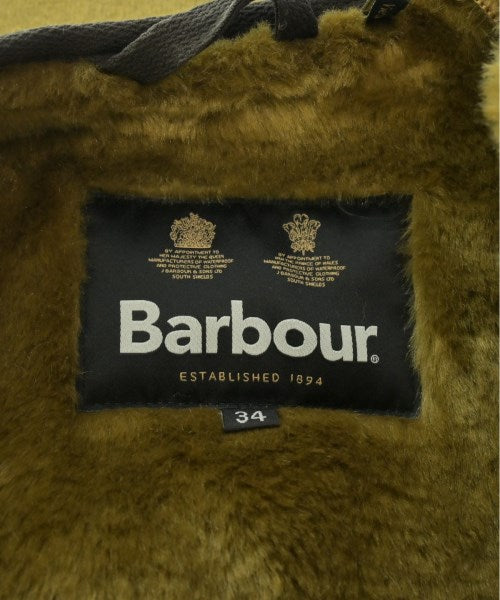 BY APPOINTMENT TO
HER MAJESTY THE QUEEN
MANUFACTURERS OF WATERPROOF
AND PROTECTIVE CLOTHING
J BARBOUR & SONS LTD
SOUTH SHIELDS
BY APPOINTMENT TO
HRH THE PRINCE OF WALES
MANUFACTURERS OF WATERPROOF
AND PROTECTIVE CLOTHING
J BARBOUR & SONS LTD
SOUTH SHIELDS
Barbour®
ESTABLISHED 1894
34